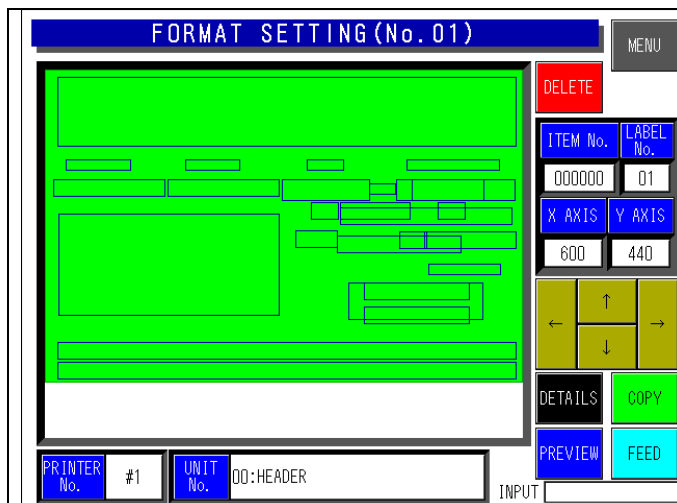 FORMAT SETTING(No.01)
MENU
DELETE
ITEM No.
LABEL No.
000000
01
X AXIS
Y AXIS
600
440
↑
←
→
↓
DETAILS
COPY
PREVIEW
FEED
PRINTER No.
#1
UNIT No.
00:HEADER
INPUT